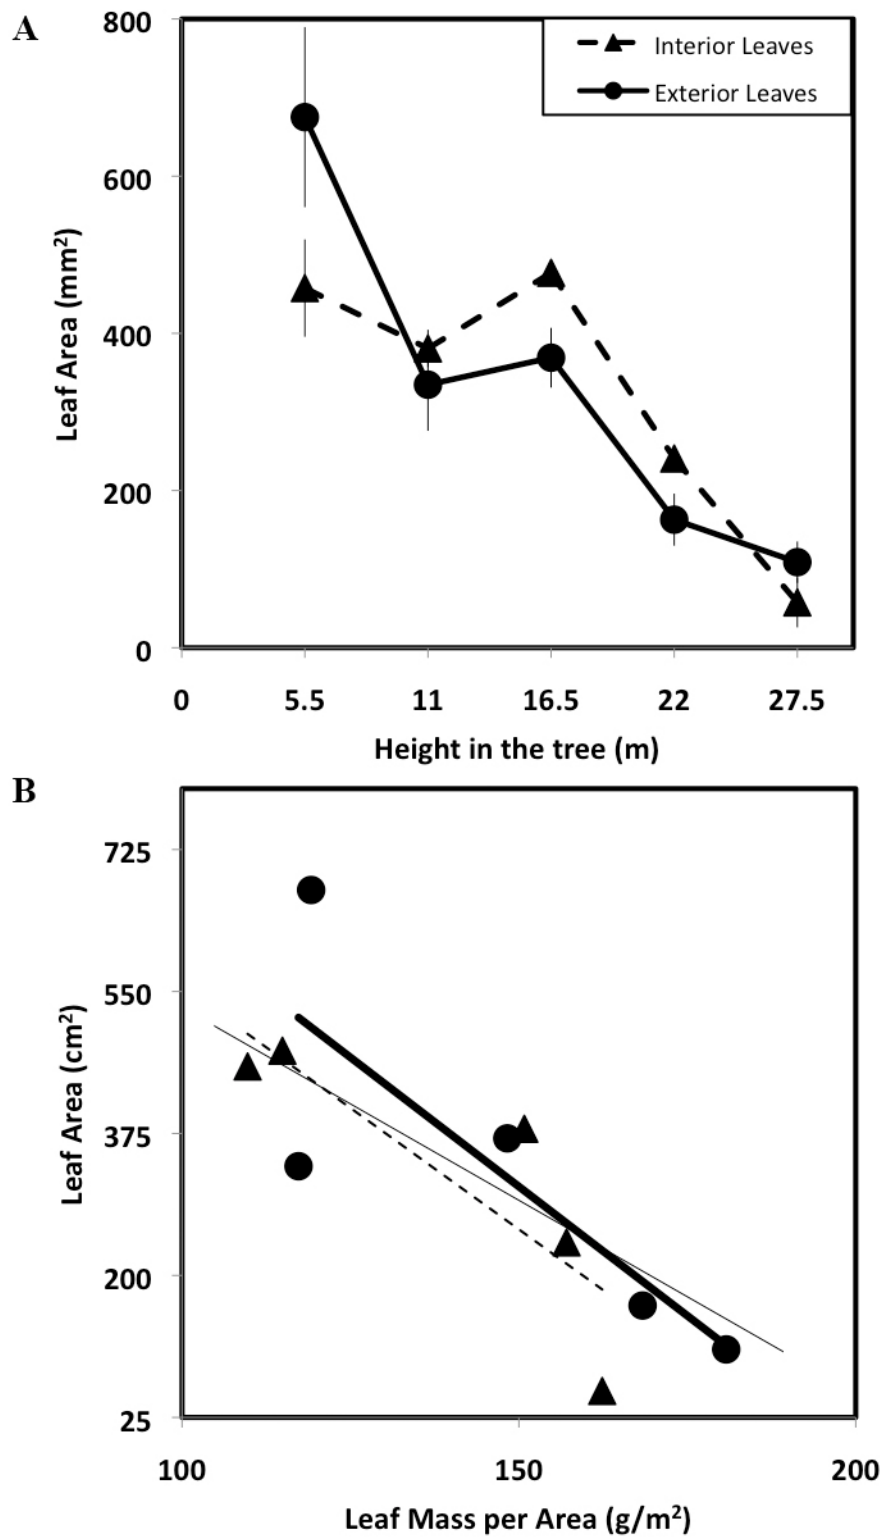 A
800
600
400
200
0
Leaf Area (mm²)
Interior Leaves
Exterior Leaves
0 5.5 11 16.5 22 27.5
Height in the tree (m)
B
725
550
375
200
25
Leaf Area (cm²)
100 150 200
Leaf Mass per Area (g/m²)